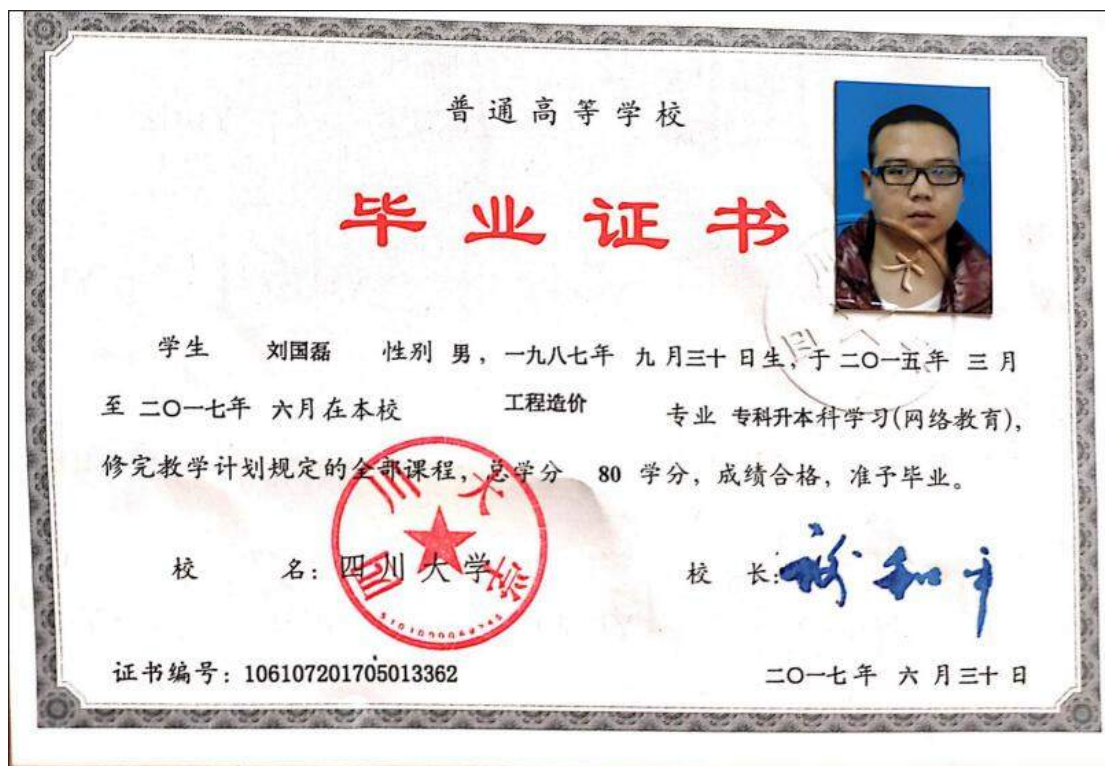 普通高等学校
毕业证书
学生 刘国磊 性别 男，一九八七年 九月三十日生，于二〇一五年 三月
至 二〇一七年 六月在本校 工程造价 专业 专科升本科学习(网络教育)，
修完教学计划规定的全部课程，总学分 80 学分，成绩合格，准予毕业。
校 名：四川大学 校 长：
四川大学
证书编号：106107201705013362 二〇一七年 六月三十日